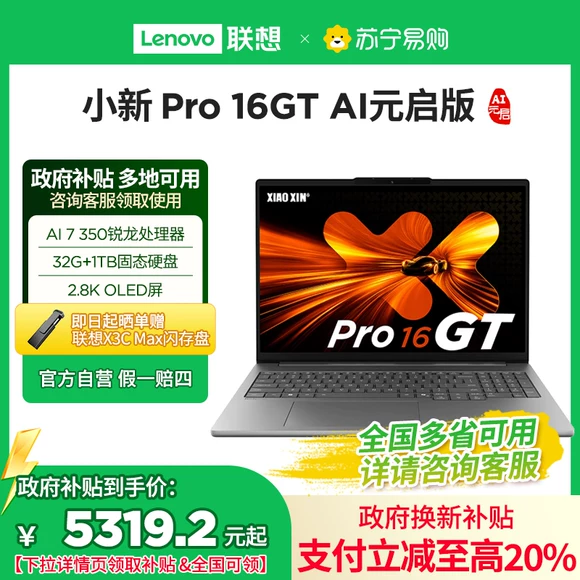 Lenovo 联想 × 苏宁易购
小新 Pro 16GT AI元启版
AI
元启
政府补贴 多地可用
咨询客服领取使用
AI 7 350锐龙处理器
32G+1TB固态硬盘
2.8K OLED屏
即日起晒单赠
联想X3C Max闪存盘
官方自营 假一赔四
XIAO XIN
Pro 16 GT
全国多省可用
详请咨询客服
政府补贴到手价：
¥ 5319.2 元起
【下拉详情页领取补贴&全国可领】
政府换新补贴
支付立减至高20%